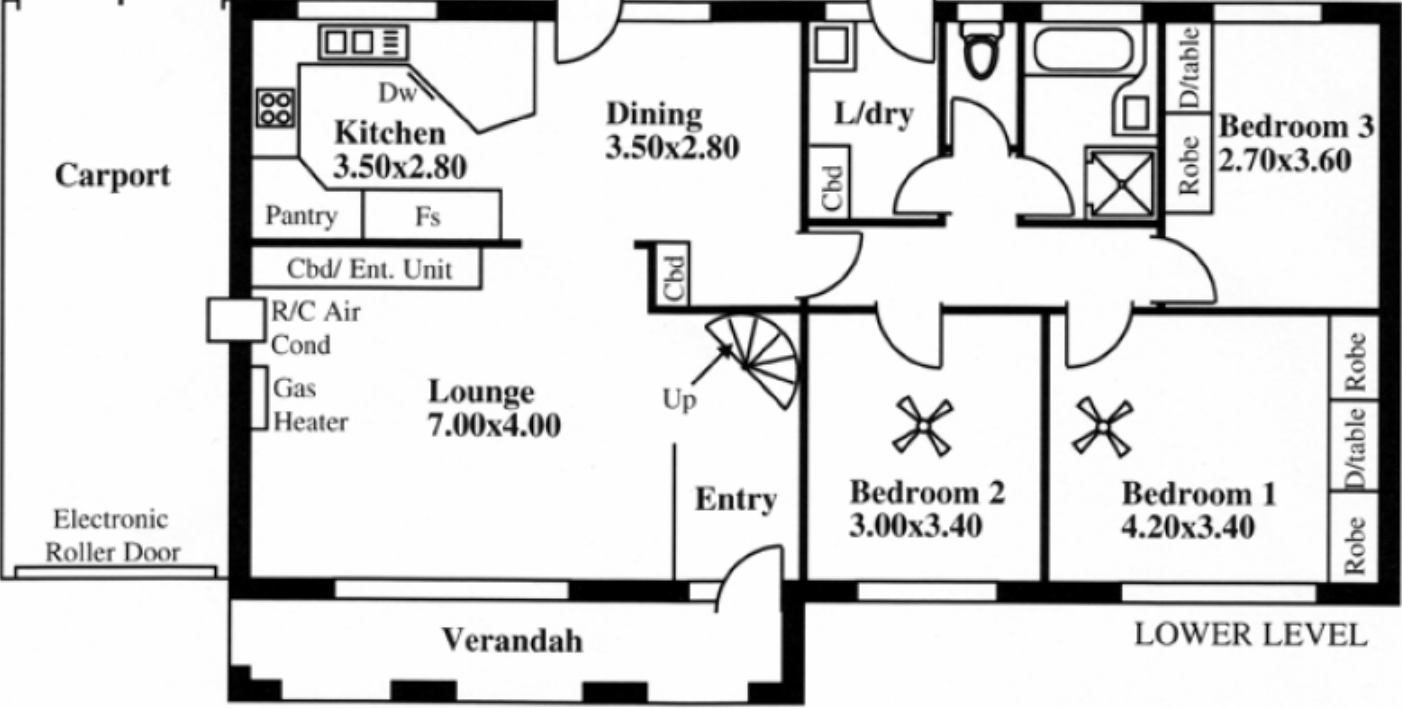 Carport
Electronic
Roller Door
Dw
Kitchen
3.50x2.80
Pantry
Fs
Dining
3.50x2.80
Cbd/ Ent. Unit
Cbd
R/C Air
Cond
Gas
Heater
Lounge
7.00x4.00
Up
Entry
Verandah
L/dry
Cbd
D/table
Robe
Bedroom 3
2.70x3.60
Bedroom 2
3.00x3.40
Bedroom 1
4.20x3.40
Robe
D/table
Robe
LOWER LEVEL